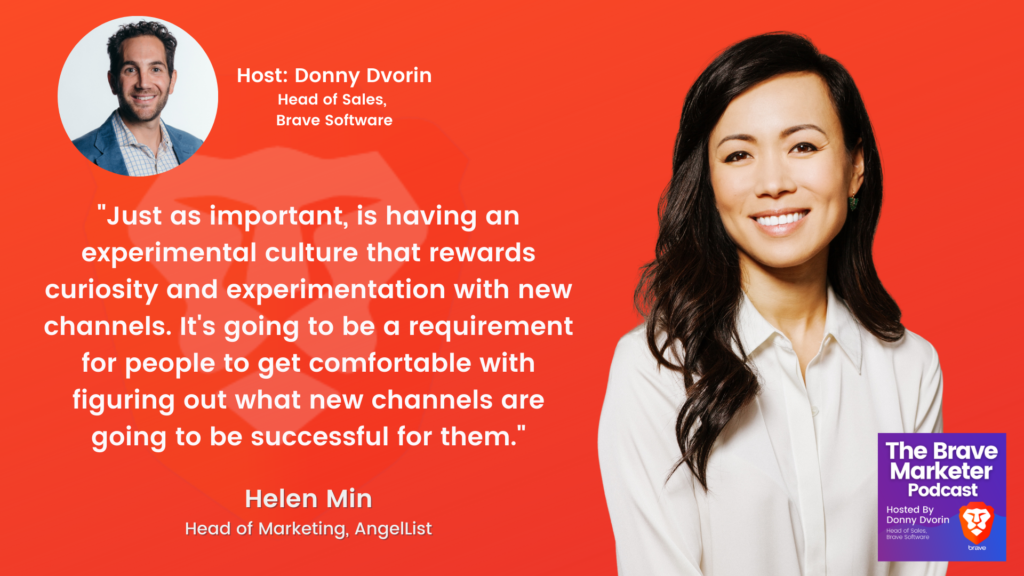 Host: Donny Dvorin
Head of Sales,
Brave Software
"Just as important, is having an
experimental culture that rewards
curiosity and experimentation with new
channels. It's going to be a requirement
for people to get comfortable with
figuring out what new channels are
going to be successful for them."
Helen Min
Head of Marketing, AngelList
The Brave
Marketer
Podcast
Hosted By
Donny Dvorin
Head of Sales,
Brave Software
brave